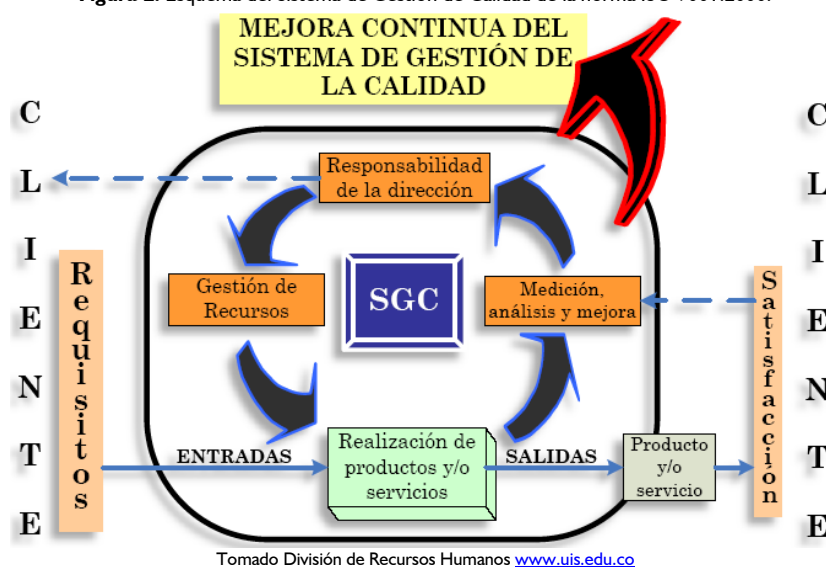 MEJORA CONTINUA DEL
SISTEMA DE GESTIÓN DE
LA CALIDAD
CLIENTE
Requisitos
Responsabilidad
de la dirección
Gestión de
Recursos
SGC
Medición,
análisis y mejora
ENTRADAS
Realización de
productos y/o
servicios
SALIDAS
Producto
y/o
servicio
Satisfacción
CLIENTE
Tomado División de Recursos Humanos www.uis.edu.co